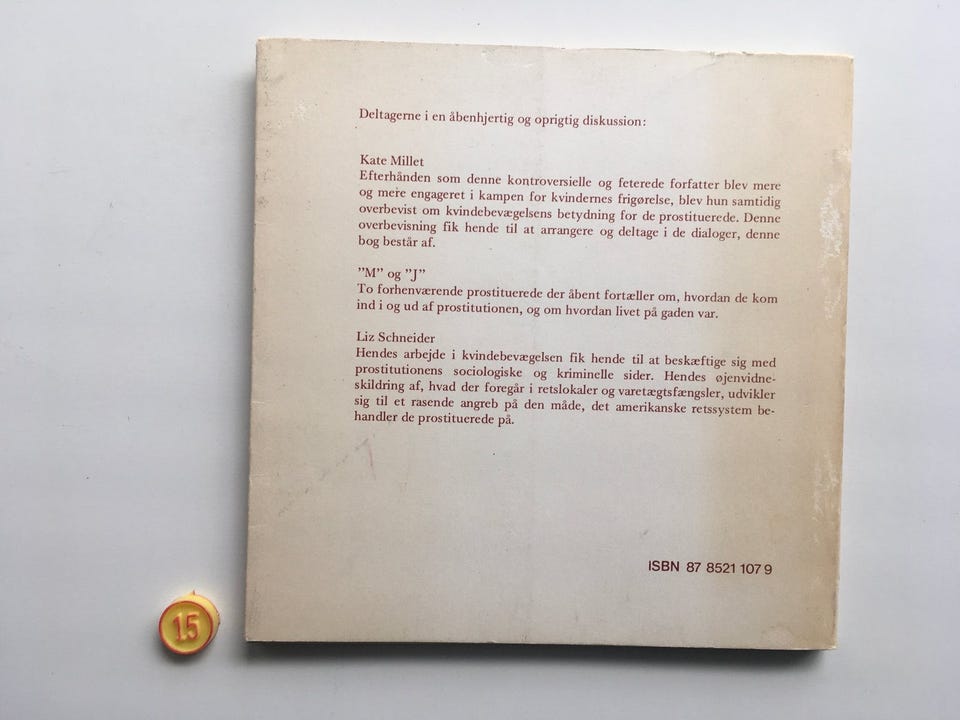 Deltagerne i en åbenhjertig og oprigtig diskussion:
Kate Millet
Efterhånden som denne kontroversielle og feterede forfatter blev mere
og mere engageret i kampen for kvindernes frigørelse, blev hun samtidig
overbevist om kvindebevægelsens betydning for de prostituerede. Denne
overbevisning fik hende til at arrangere og deltage i de dialoger, denne
bog består af.
”M” og ”J”
To forhenværende prostituerede der åbent fortæller om, hvordan de kom
ind i og ud af prostitutionen, og om hvordan livet på gaden var.
Liz Schneider
Hendes arbejde i kvindebevægelsen fik hende til at beskæftige sig med
prostitutionens sociologiske og kriminelle sider. Hendes øjenvidne-
skildring af, hvad der foregår i retslokaler og varetægtsfængsler, udvikler
sig til et rasende angreb på den måde, det amerikanske retssystem be-
handler de prostituerede på.
ISBN 87 8521 107 9
15